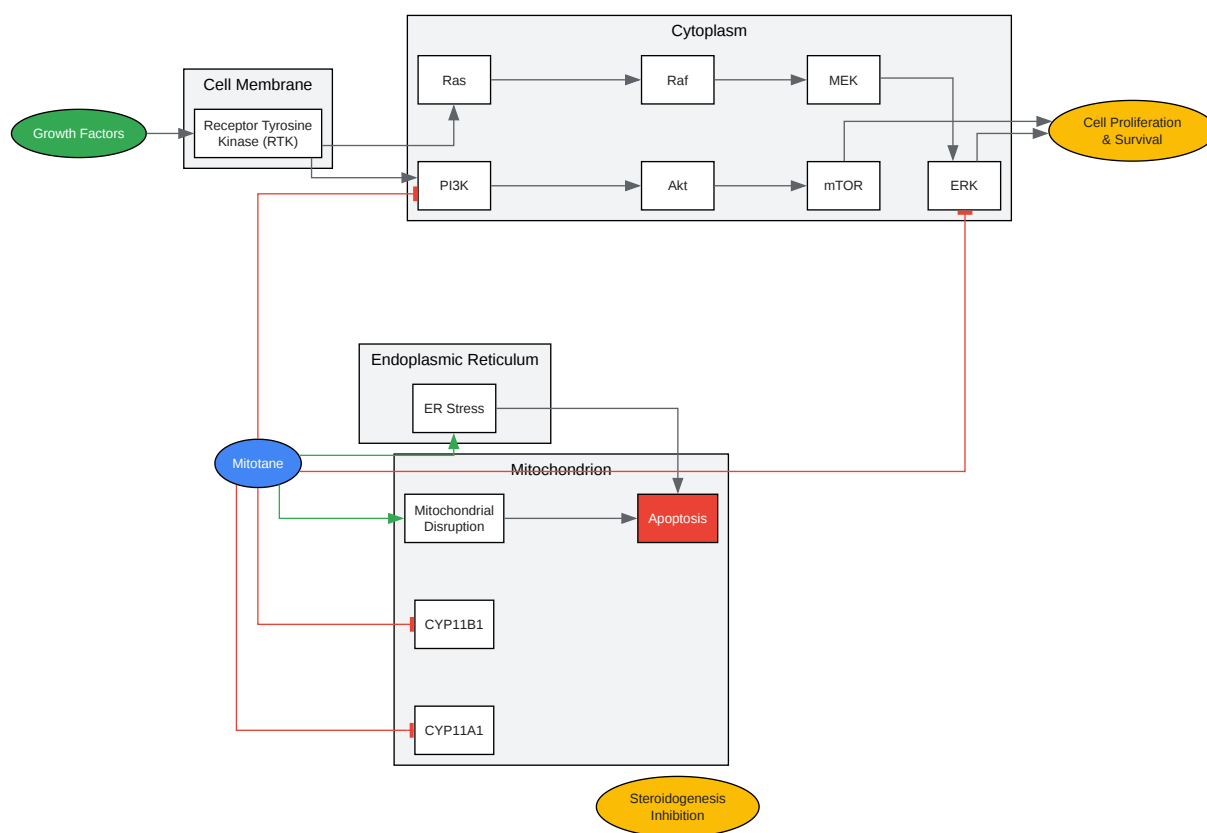 Cytoplasm
Ras
Raf
MEK
Cell Membrane
Receptor Tyrosine
Kinase (RTK)
Growth Factors
Cell Proliferation
& Survival
PI3K
Akt
mTOR
ERK
Endoplasmic Reticulum
ER Stress
Mitotane
Mitochondrion
Mitochondrial
Disruption
Apoptosis
CYP11B1
CYP11A1
Steroidogenesis
Inhibition